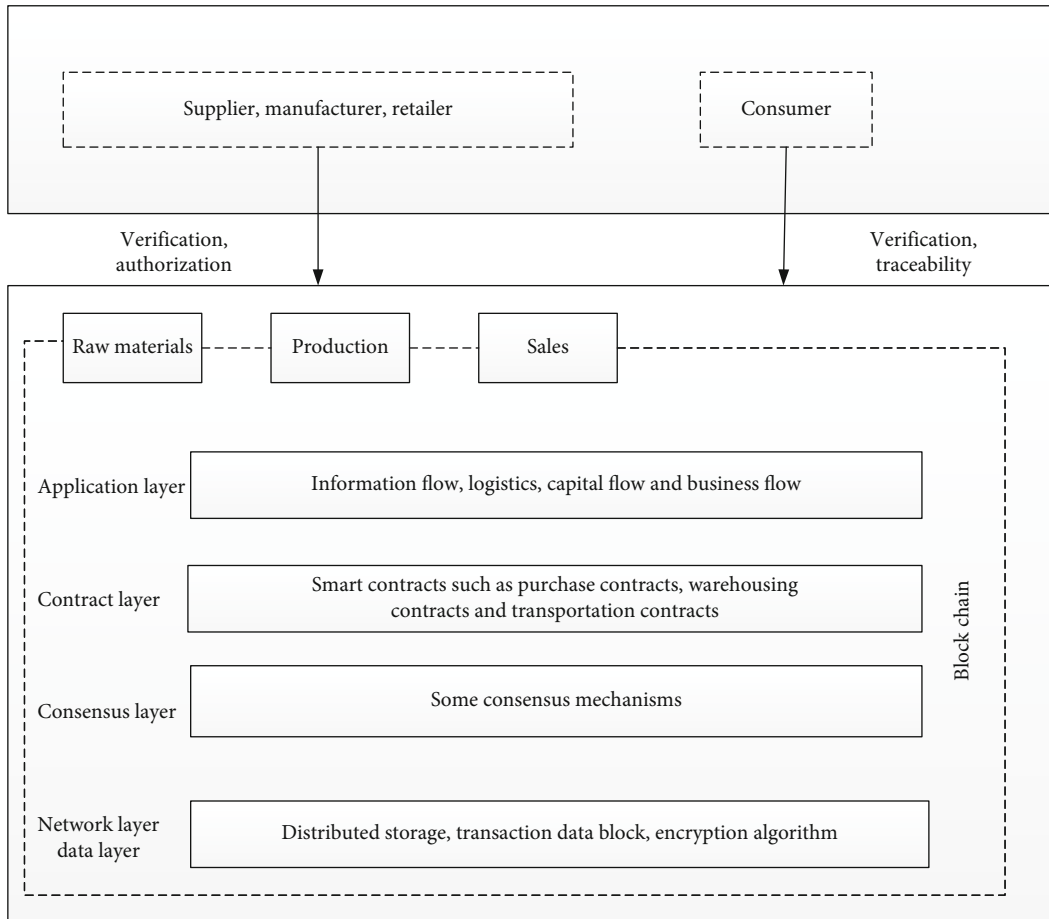 Supplier, manufacturer, retailer
Consumer
Verification,
authorization
Verification,
traceability
Raw materials
Production
Sales
Application layer
Information flow, logistics, capital flow and business flow
Contract layer
Smart contracts such as purchase contracts, warehousing
contracts and transportation contracts
Block chain
Consensus layer
Some consensus mechanisms
Network layer
data layer
Distributed storage, transaction data block, encryption algorithm